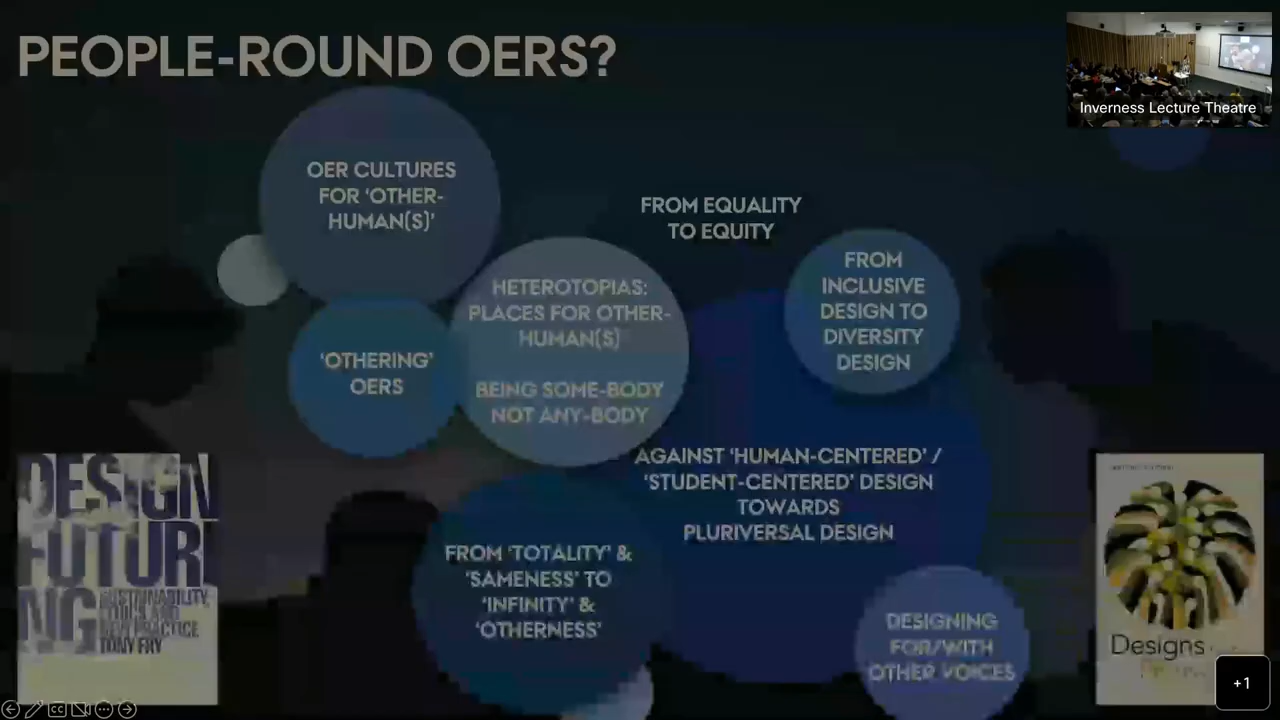 PEOPLE-ROUND OERS?
Inverness Lecture Theatre
OER CULTURES
FOR ‘OTHER-
HUMAN(S)’
FROM EQUALITY
TO EQUITY
HETEROTOPIAS:
PLACES FOR OTHER-
HUMAN(S)
BEING SOME-BODY
NOT ANY-BODY
FROM
INCLUSIVE
DESIGN TO
DIVERSITY
DESIGN
‘OTHERING’
OERS
AGAINST ‘HUMAN-CENTERED’ /
‘STUDENT-CENTERED’ DESIGN
TOWARDS
PLURIVERSAL DESIGN
FROM ‘TOTALITY’ &
‘SAMENESS’ TO
‘INFINITY’ &
‘OTHERNESS’
DESIGNING
FOR/WITH
OTHER VOICES
DESIGN
FUTURI
NG
SUSTAINABILITY,
ETHICS AND
NEW PRACTICE
TONY FRY
Designs
CC
+1